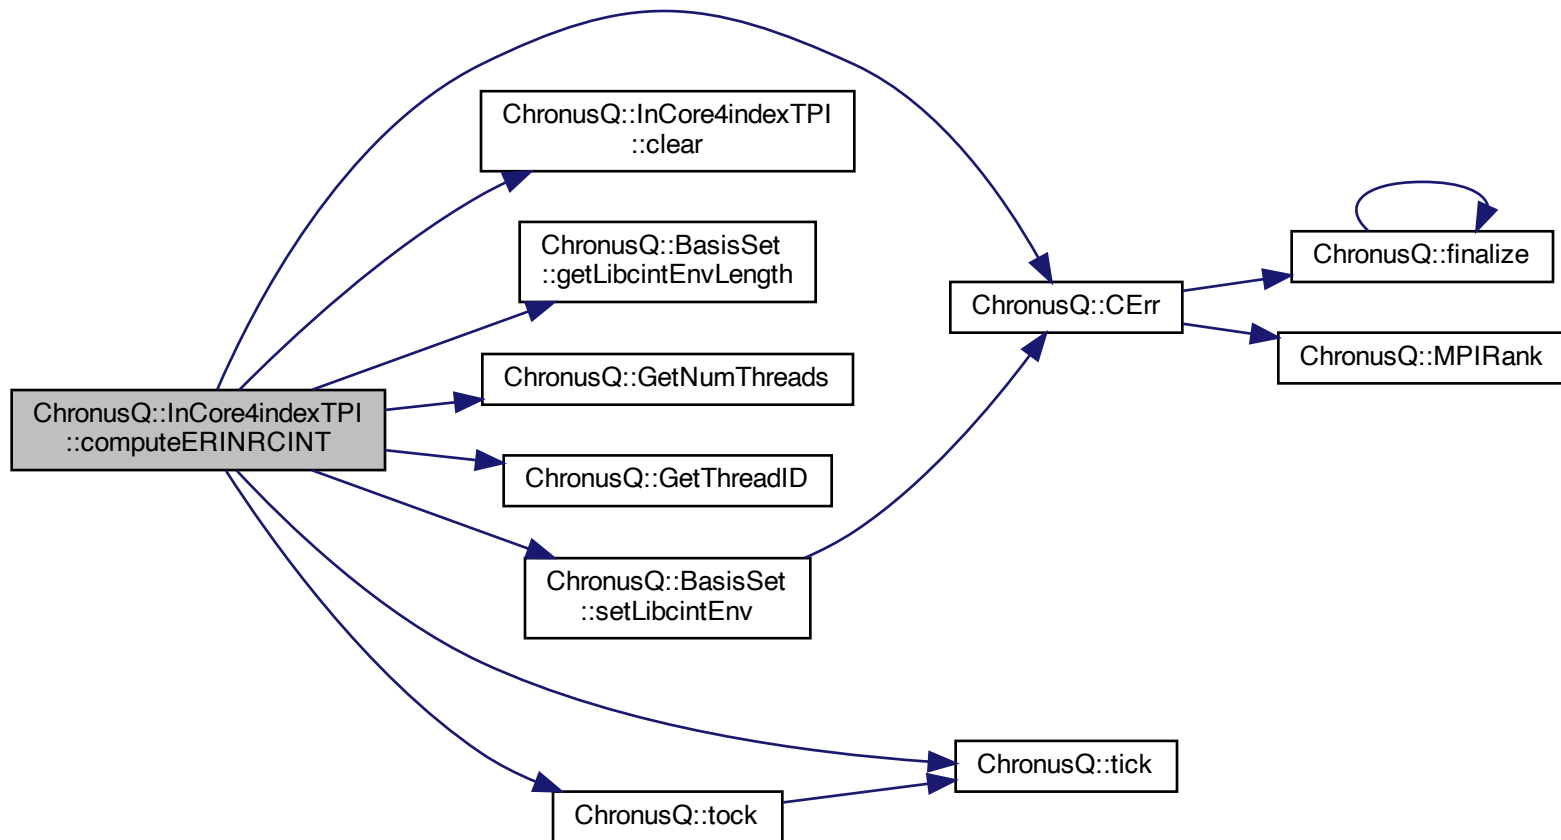 ChronusQ::InCore4indexTPI
::computeERINRCINT
ChronusQ::InCore4indexTPI
::clear
ChronusQ::BasisSet
::getLibcintEnvLength
ChronusQ::GetNumThreads
ChronusQ::GetThreadID
ChronusQ::BasisSet
::setLibcintEnv
ChronusQ::tock
ChronusQ::CErr
ChronusQ::tick
ChronusQ::finalize
ChronusQ::MPIRank